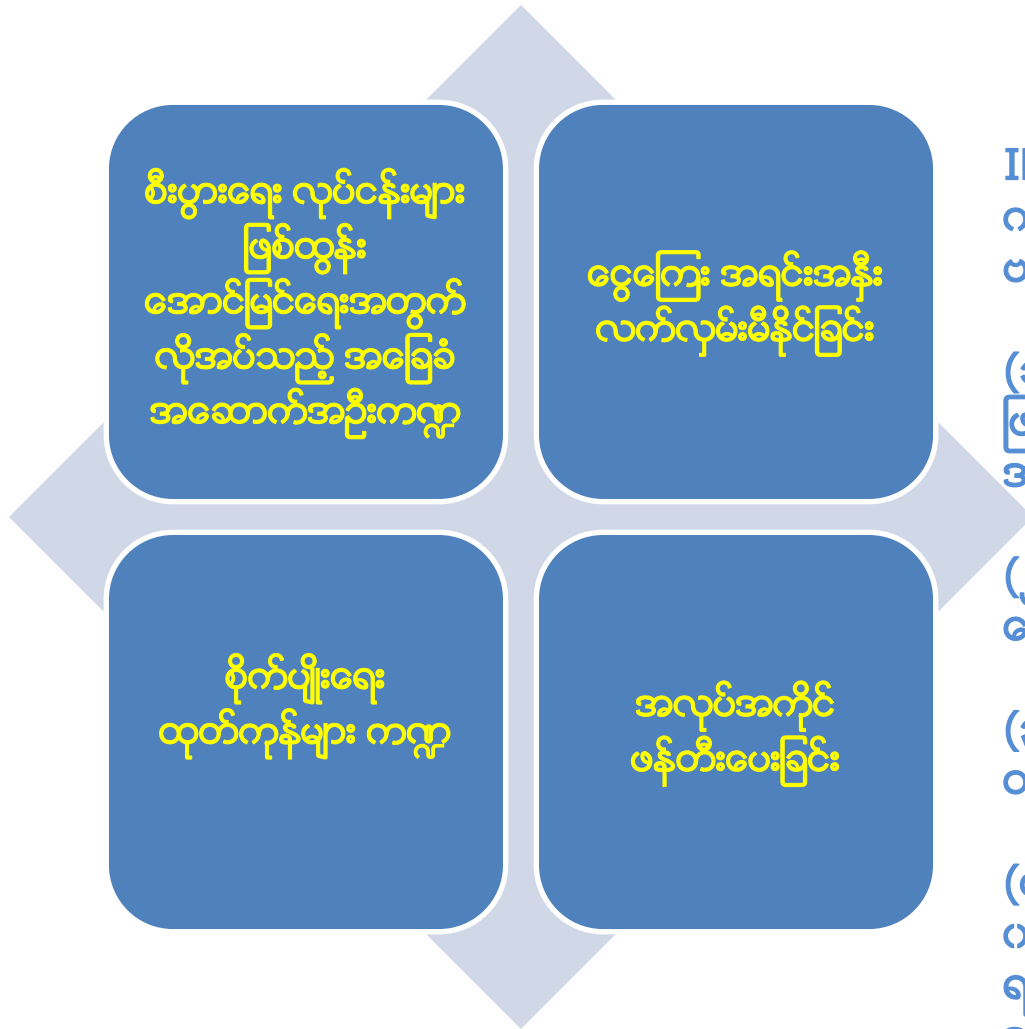 စီးပွားရေး လုပ်ငန်းများ
ဖြစ်ထွန်း
အောင်မြင်ရေးအတွက်
လိုအပ်သည့် အခြေခံ
အဆောက်အဦးကဏ္ဍ
ငွေကြေး အရင်းအနှီး
လက်လှမ်းမီနိုင်ခြင်း
စိုက်ပျိုးရေး
ထုတ်ကုန်များ ကဏ္ဍ
အလုပ်အကိုင်
ဖန်တီးပေးခြင်း